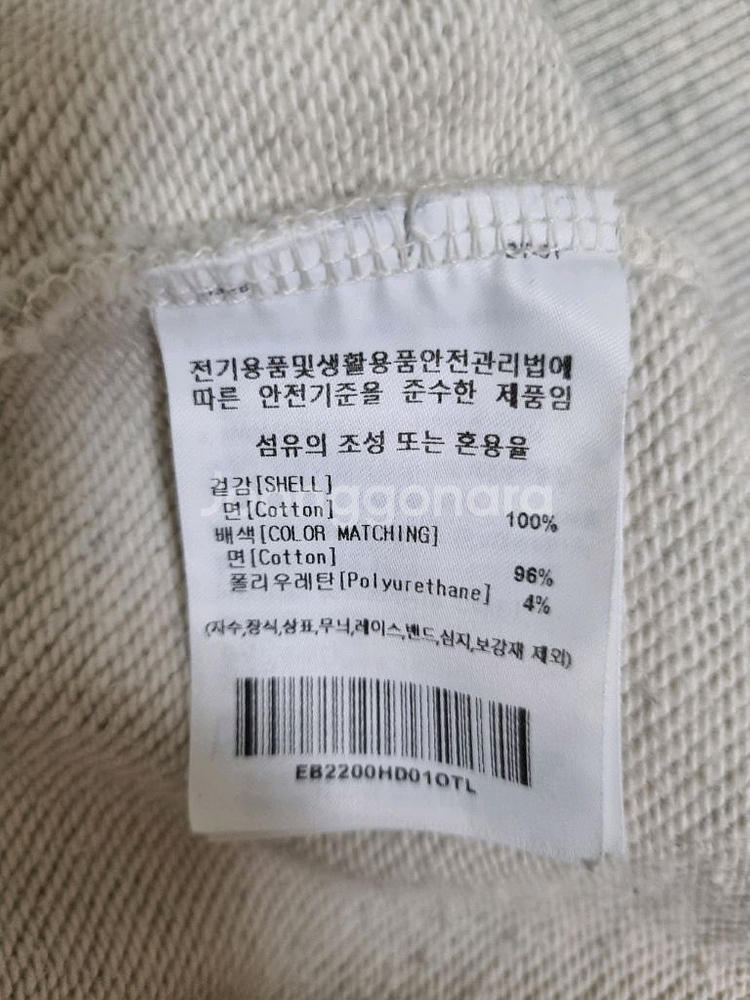 전기용품및생활용품안전관리법에
따른 안전기준을 준수한 제품임
섬유의 조성 또는 혼용율
겉감[SHELL]
면[Cotton] 100%
배색[COLOR MATCHING]
면[Cotton] 96%
폴리우레탄[Polyurethane] 4%
(자수,장식,상표,무늬,레이스,밴드,심지,보강재 제외)
EB2200HD01OTL
Joonggonara